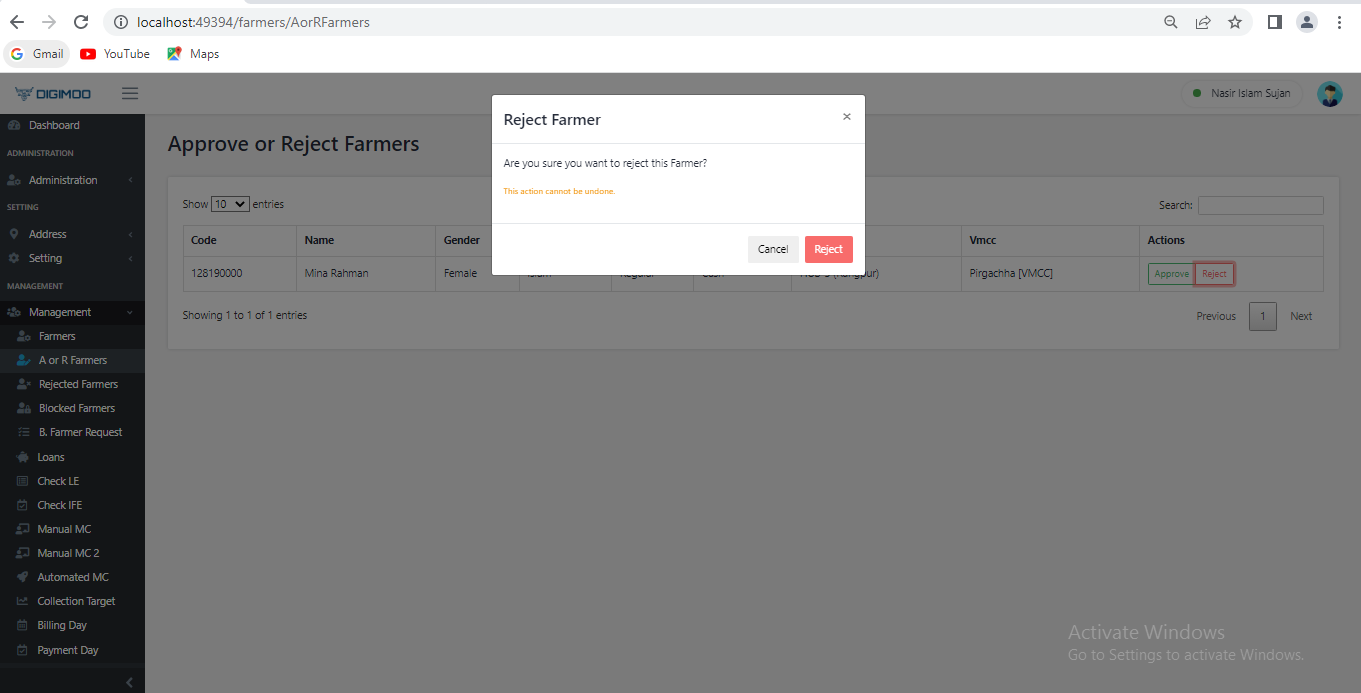 localhost:49394/farmers/AorRFarmers
Gmail YouTube Maps
DIGIMOO
Nasir Islam Sujan
Dashboard
ADMINISTRATION
Administration
SETTING
Address
Setting
MANAGEMENT
Management
Farmers
A or R Farmers
Rejected Farmers
Blocked Farmers
B. Farmer Request
Loans
Check LE
Check IFE
Manual MC
Manual MC 2
Automated MC
Collection Target
Billing Day
Payment Day
Approve or Reject Farmers
Reject Farmer ×
Are you sure you want to reject this Farmer?
This action cannot be undone.
Cancel Reject
Show 10 entries
Search:
Code Name Gender Vmcc Actions
128190000 Mina Rahman Female Pirgachha [VMCC] Approve Reject
Showing 1 to 1 of 1 entries
Previous 1 Next
Activate Windows
Go to Settings to activate Windows.